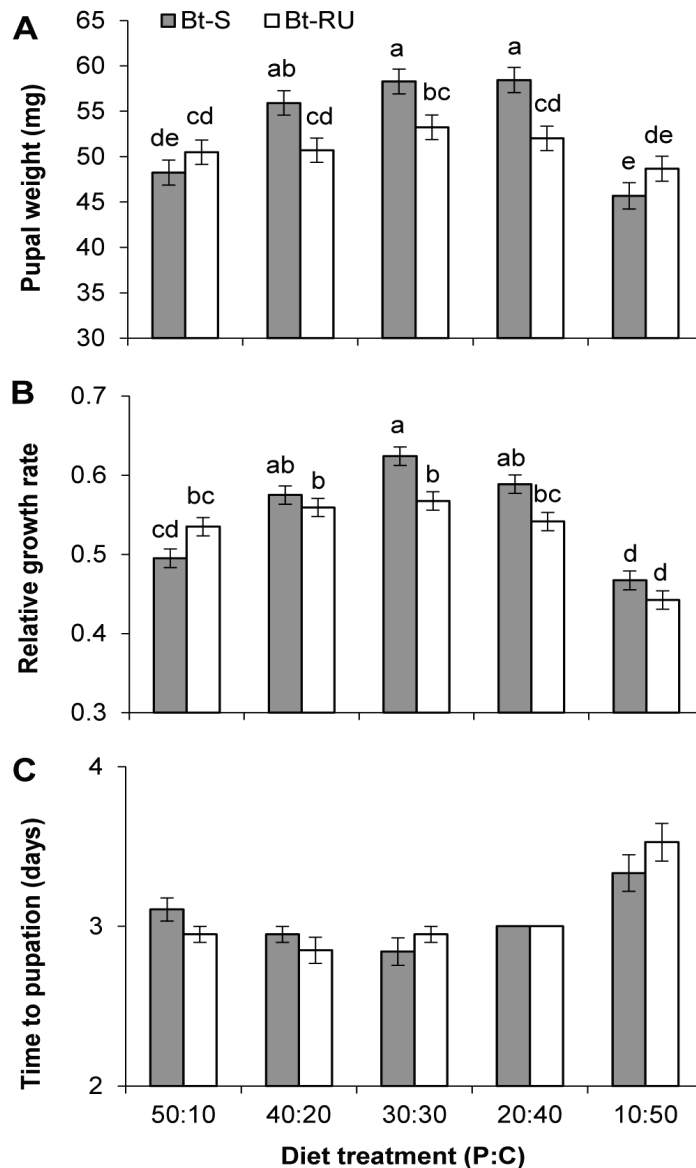 A
Bt-S Bt-RU
Pupal weight (mg)
65
60
55
50
45
40
35
30
de cd ab cd a bc a cd e de
B
Relative growth rate
0.7
0.6
0.5
0.4
0.3
cd bc ab b a b ab bc d d
C
Time to pupation (days)
4
3
2
50:10 40:20 30:30 20:40 10:50
Diet treatment (P:C)